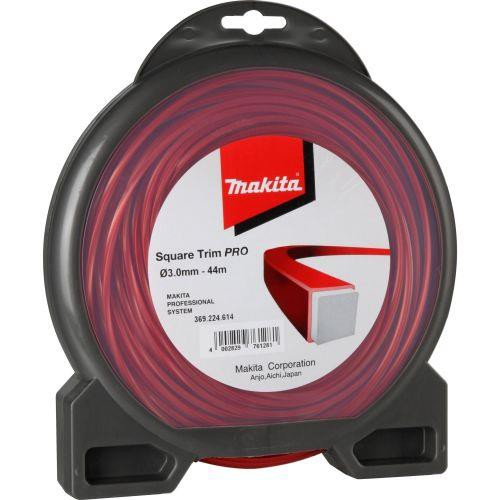 Makita
Square Trim PRO
Ø3.0mm - 44m
MAKITA
PROFESSIONAL
SYSTEM
369.224.614
4 002829 761281
Makita Corporation
Anjo,Aichi,Japan